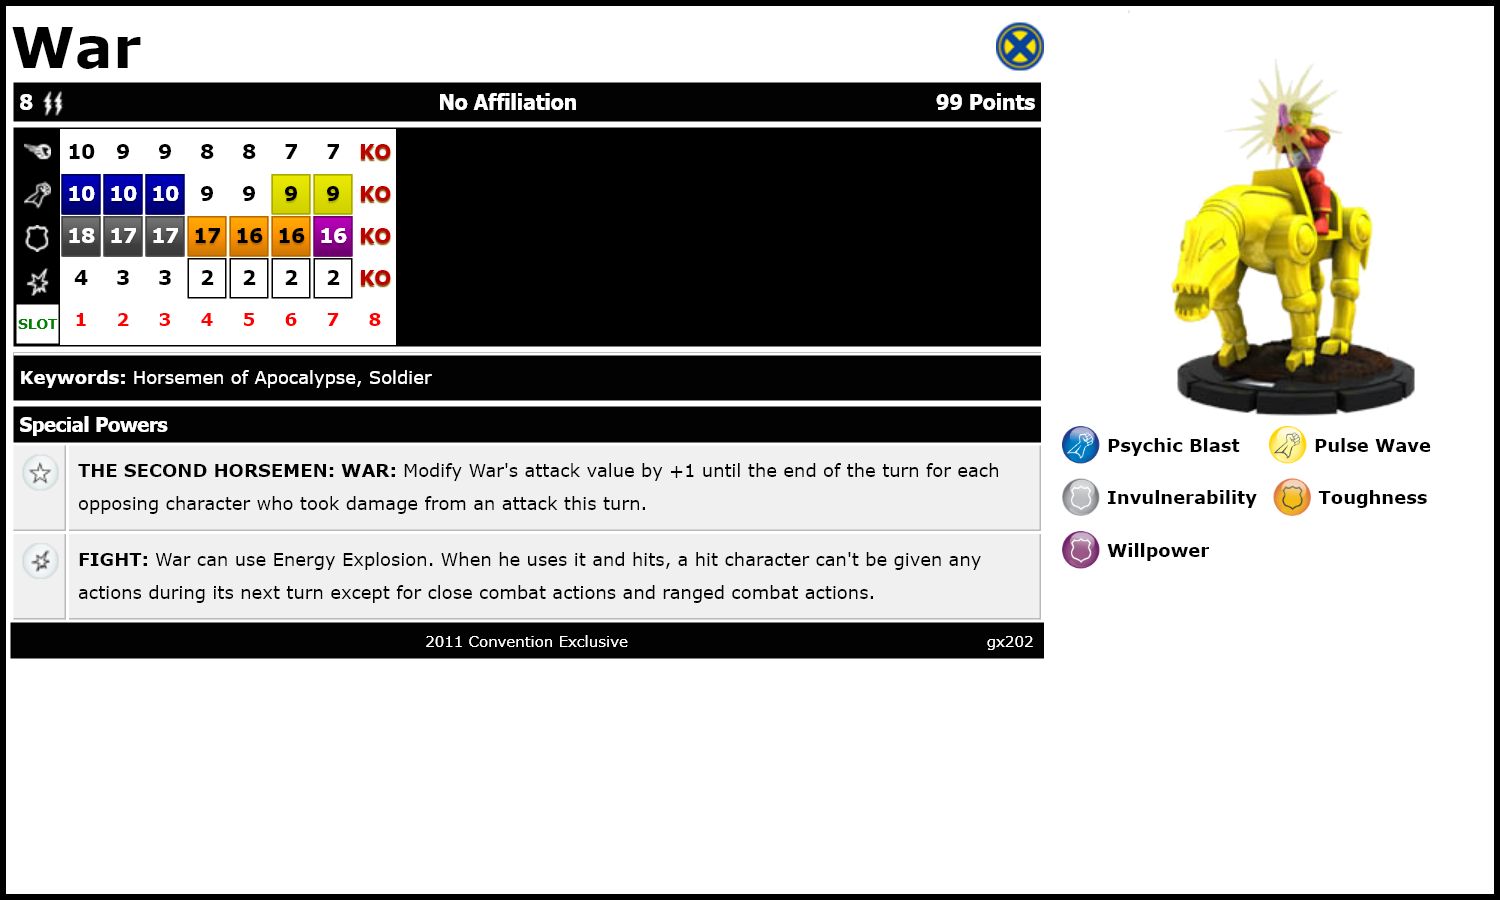 War
8 No Affiliation 99 Points
10 9 9 8 8 7 7 KO
10 10 10 9 9 9 9 KO
18 17 17 17 16 16 16 KO
4 3 3 2 2 2 2 KO
SLOT 1 2 3 4 5 6 7 8
Keywords: Horsemen of Apocalypse, Soldier
Special Powers
THE SECOND HORSEMEN: WAR: Modify War's attack value by +1 until the end of the turn for each
opposing character who took damage from an attack this turn.
FIGHT: War can use Energy Explosion. When he uses it and hits, a hit character can't be given any
actions during its next turn except for close combat actions and ranged combat actions.
2011 Convention Exclusive gx202
Psychic Blast Pulse Wave
Invulnerability Toughness
Willpower